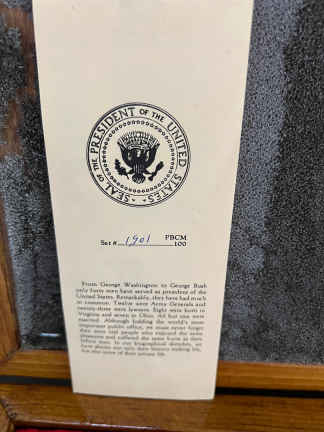 SEAL OF THE PRESIDENT OF THE UNITED STATES
PBCM
Set # 1901 100
From George Washington to George Bush
only forty men have served as president of the
United States. Remarkably, they have had much
in common. Twelve were Army Generals and
twenty-three were lawyers. Eight were born in
Virginia and seven in Ohio. All but one were
married. Although holding the world's most
important public office, we must never forget
they were real people who enjoyed the same
pleasures and suffered the same hurts as their
fellow men. In our biographical sketches, we
have please not only their history making life,
but also some of their private life.